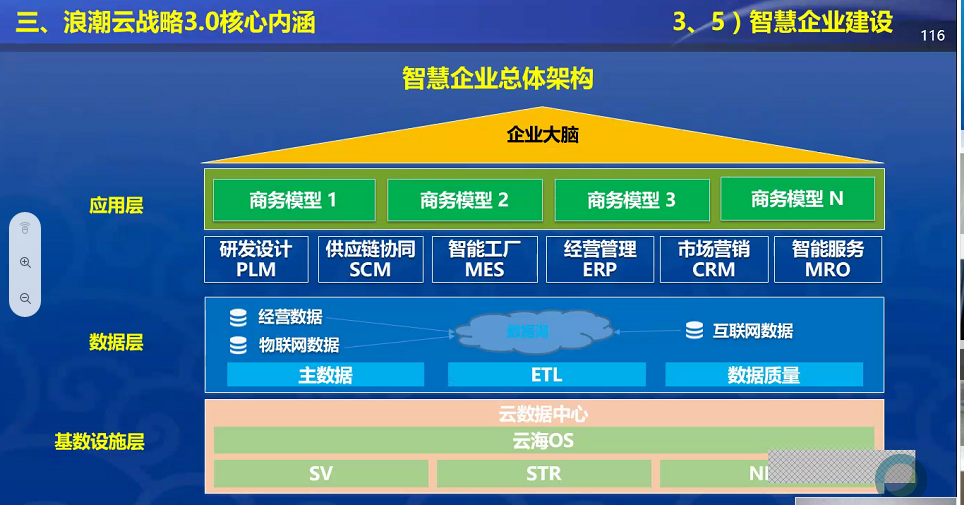 三、浪潮云战略3.0核心内涵
3、5）智慧企业建设
116
智慧企业总体架构
企业大脑
应用层
商务模型 1
商务模型 2
商务模型 3
商务模型 N
研发设计
PLM
供应链协同
SCM
智能工厂
MES
经营管理
ERP
市场营销
CRM
智能服务
MRO
数据层
经营数据
物联网数据
数据湖
互联网数据
主数据
ETL
数据质量
基数设施层
云数据中心
云海OS
SV
STR